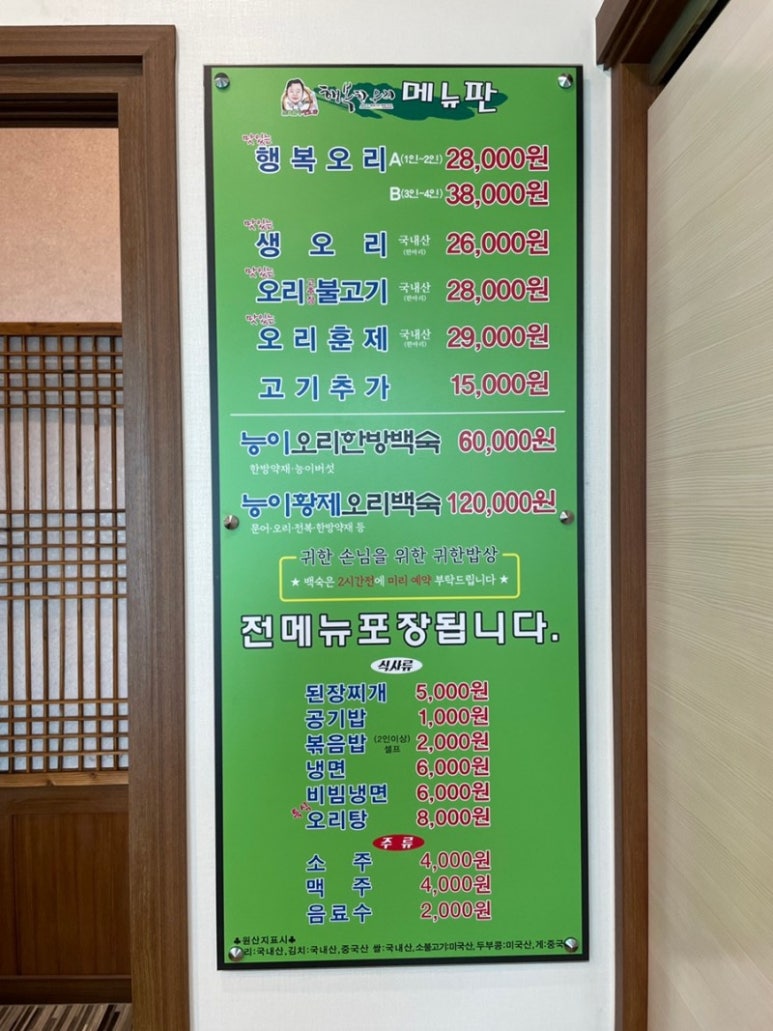 메뉴판
맛있는
행복오리 A(1인~2인) 28,000원
B(3인~4인) 38,000원
맛있는
생오리 국내산 (한마리) 26,000원
맛있는
오리 불고기 국내산 (한마리) 28,000원
맛있는
오리훈제 국내산 (한마리) 29,000원
고기추가 15,000원
능이오리한방백숙 60,000원
한방약재·능이버섯
능이황제오리백숙 120,000원
문어·오리·전복·한방약재 등
귀한 손님을 위한 귀한밥상
★ 백숙은 2시간전에 미리 예약 부탁드립니다 ★
전메뉴포장됩니다.
식사류
된장찌개 5,000원
공기밥 1,000원
볶음밥 (2인이상) 셀프 2,000원
냉면 6,000원
비빔냉면 6,000원
오리탕 8,000원
주류
소주 4,000원
맥주 4,000원
음료수 2,000원
♣원산지표시♣
리:국내산,김치:국내산,중국산 쌀:국내산,소불고기:미국산,두부콩:미국산,게:중국